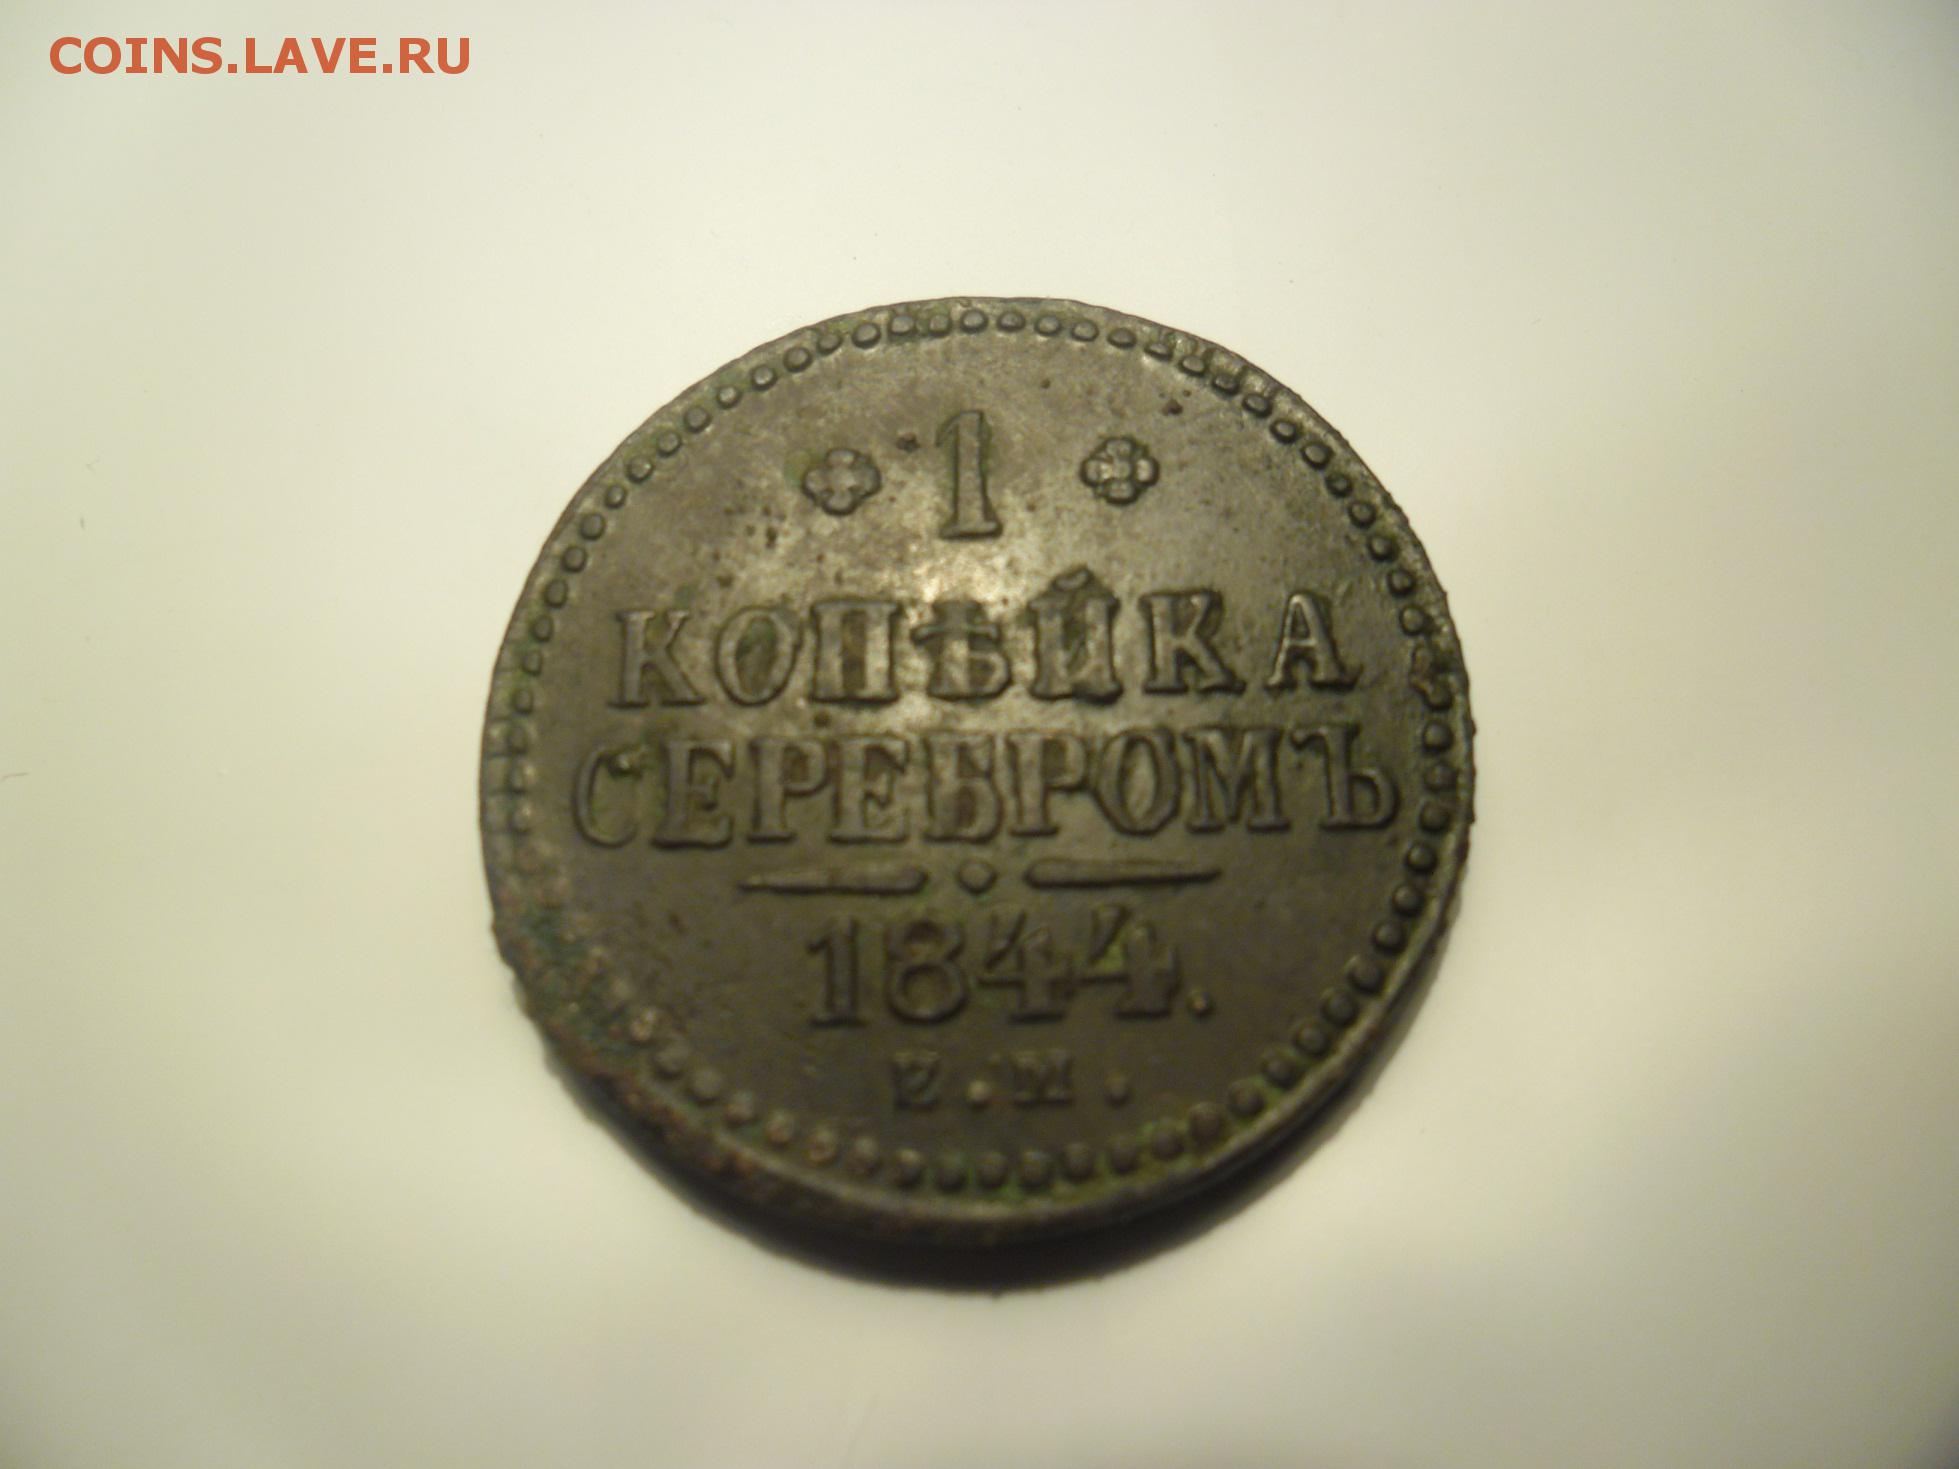 COINS.LAVE.RU
1
КОПѢЙКА
СЕРЕБРОМЪ
1844.
Е.М.